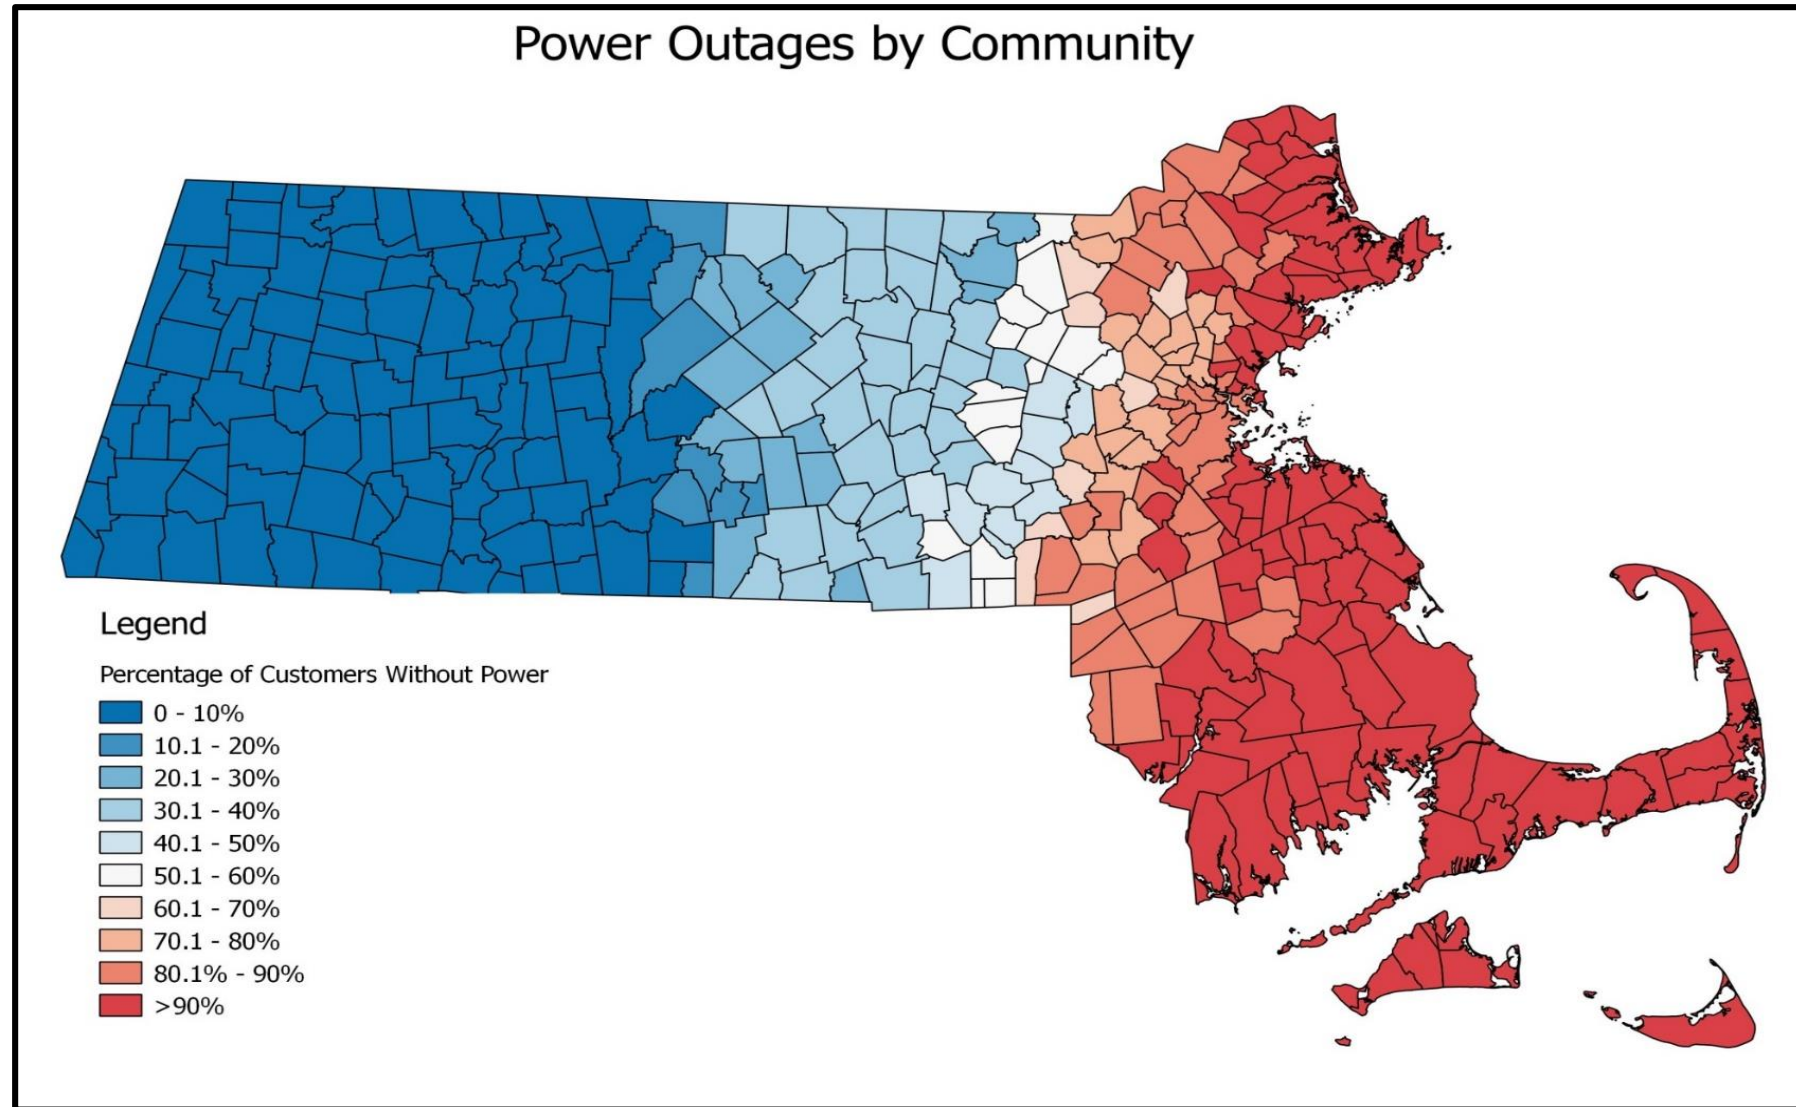 Power Outages by Community
Legend
Percentage of Customers Without Power
0 - 10%
10.1 - 20%
20.1 - 30%
30.1 - 40%
40.1 - 50%
50.1 - 60%
60.1 - 70%
70.1 - 80%
80.1% - 90%
>90%